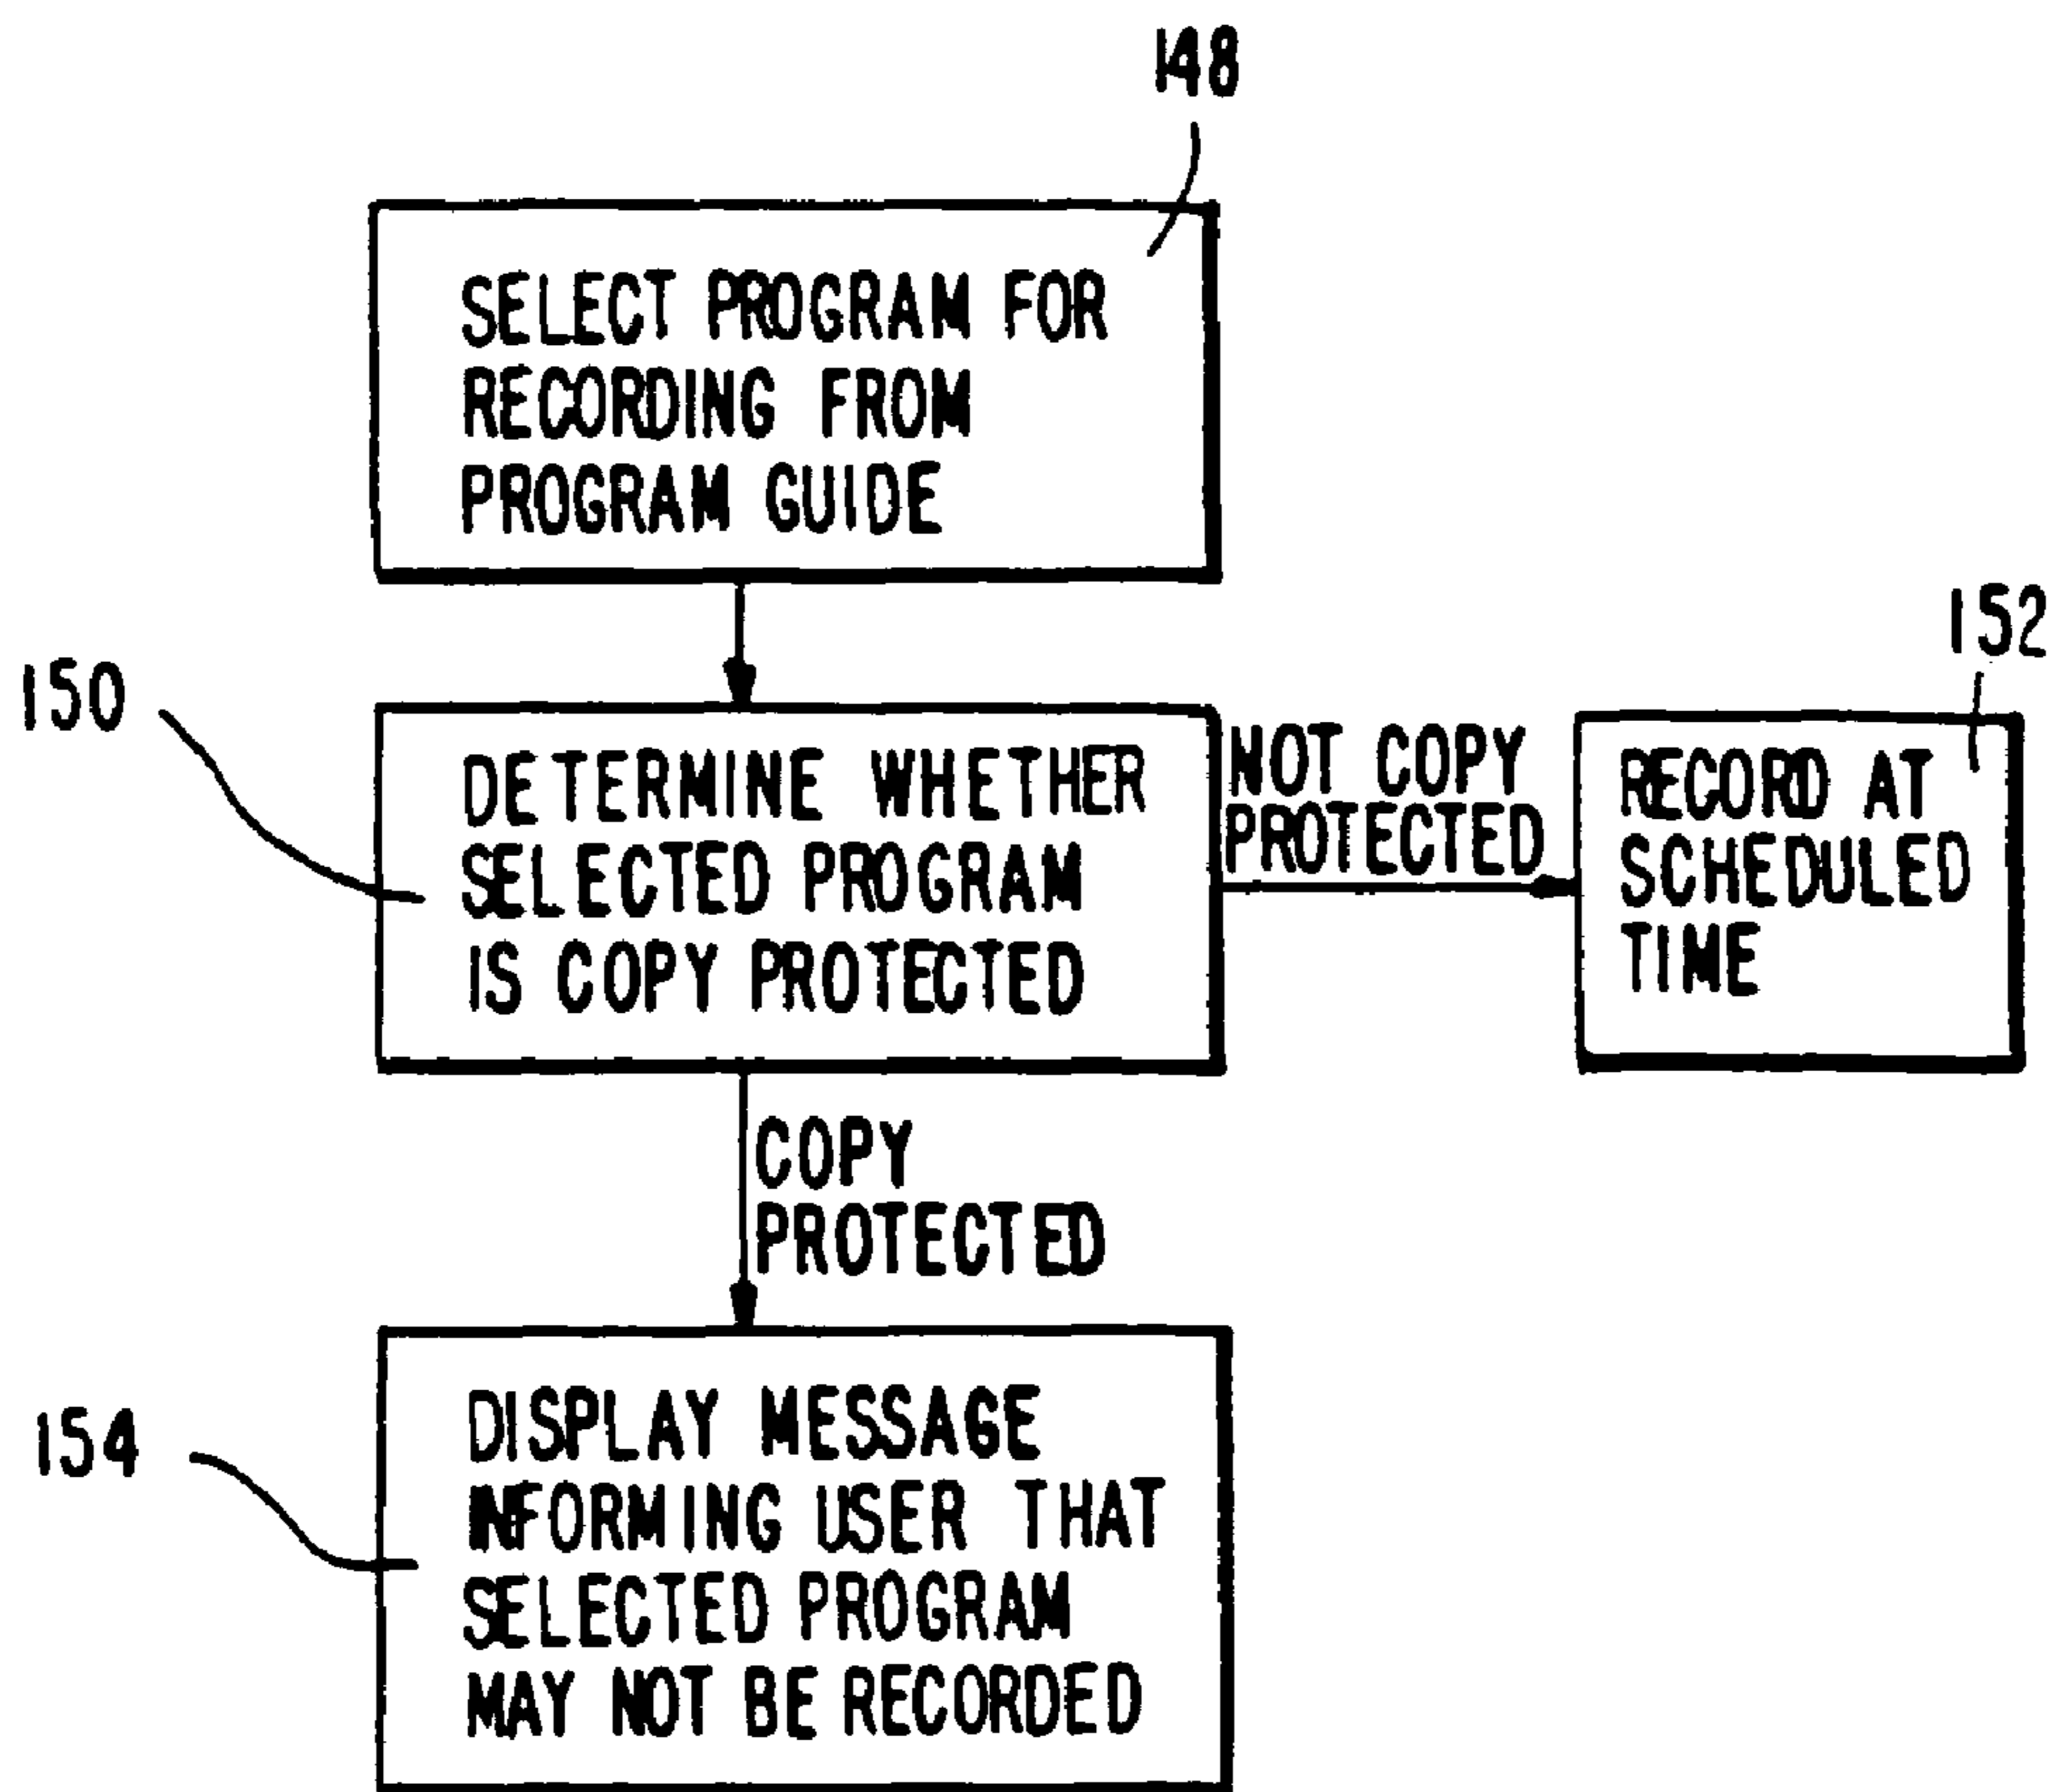 148
SELECT PROGRAM FOR
RECORDING FROM
PROGRAM GUIDE
150
DETERMINE WHETHER
SELECTED PROGRAM
IS COPY PROTECTED
NOT COPY
PROTECTED
152
RECORD AT
SCHEDULED
TIME
COPY
PROTECTED
154
DISPLAY MESSAGE
INFORMING USER THAT
SELECTED PROGRAM
MAY NOT BE RECORDED